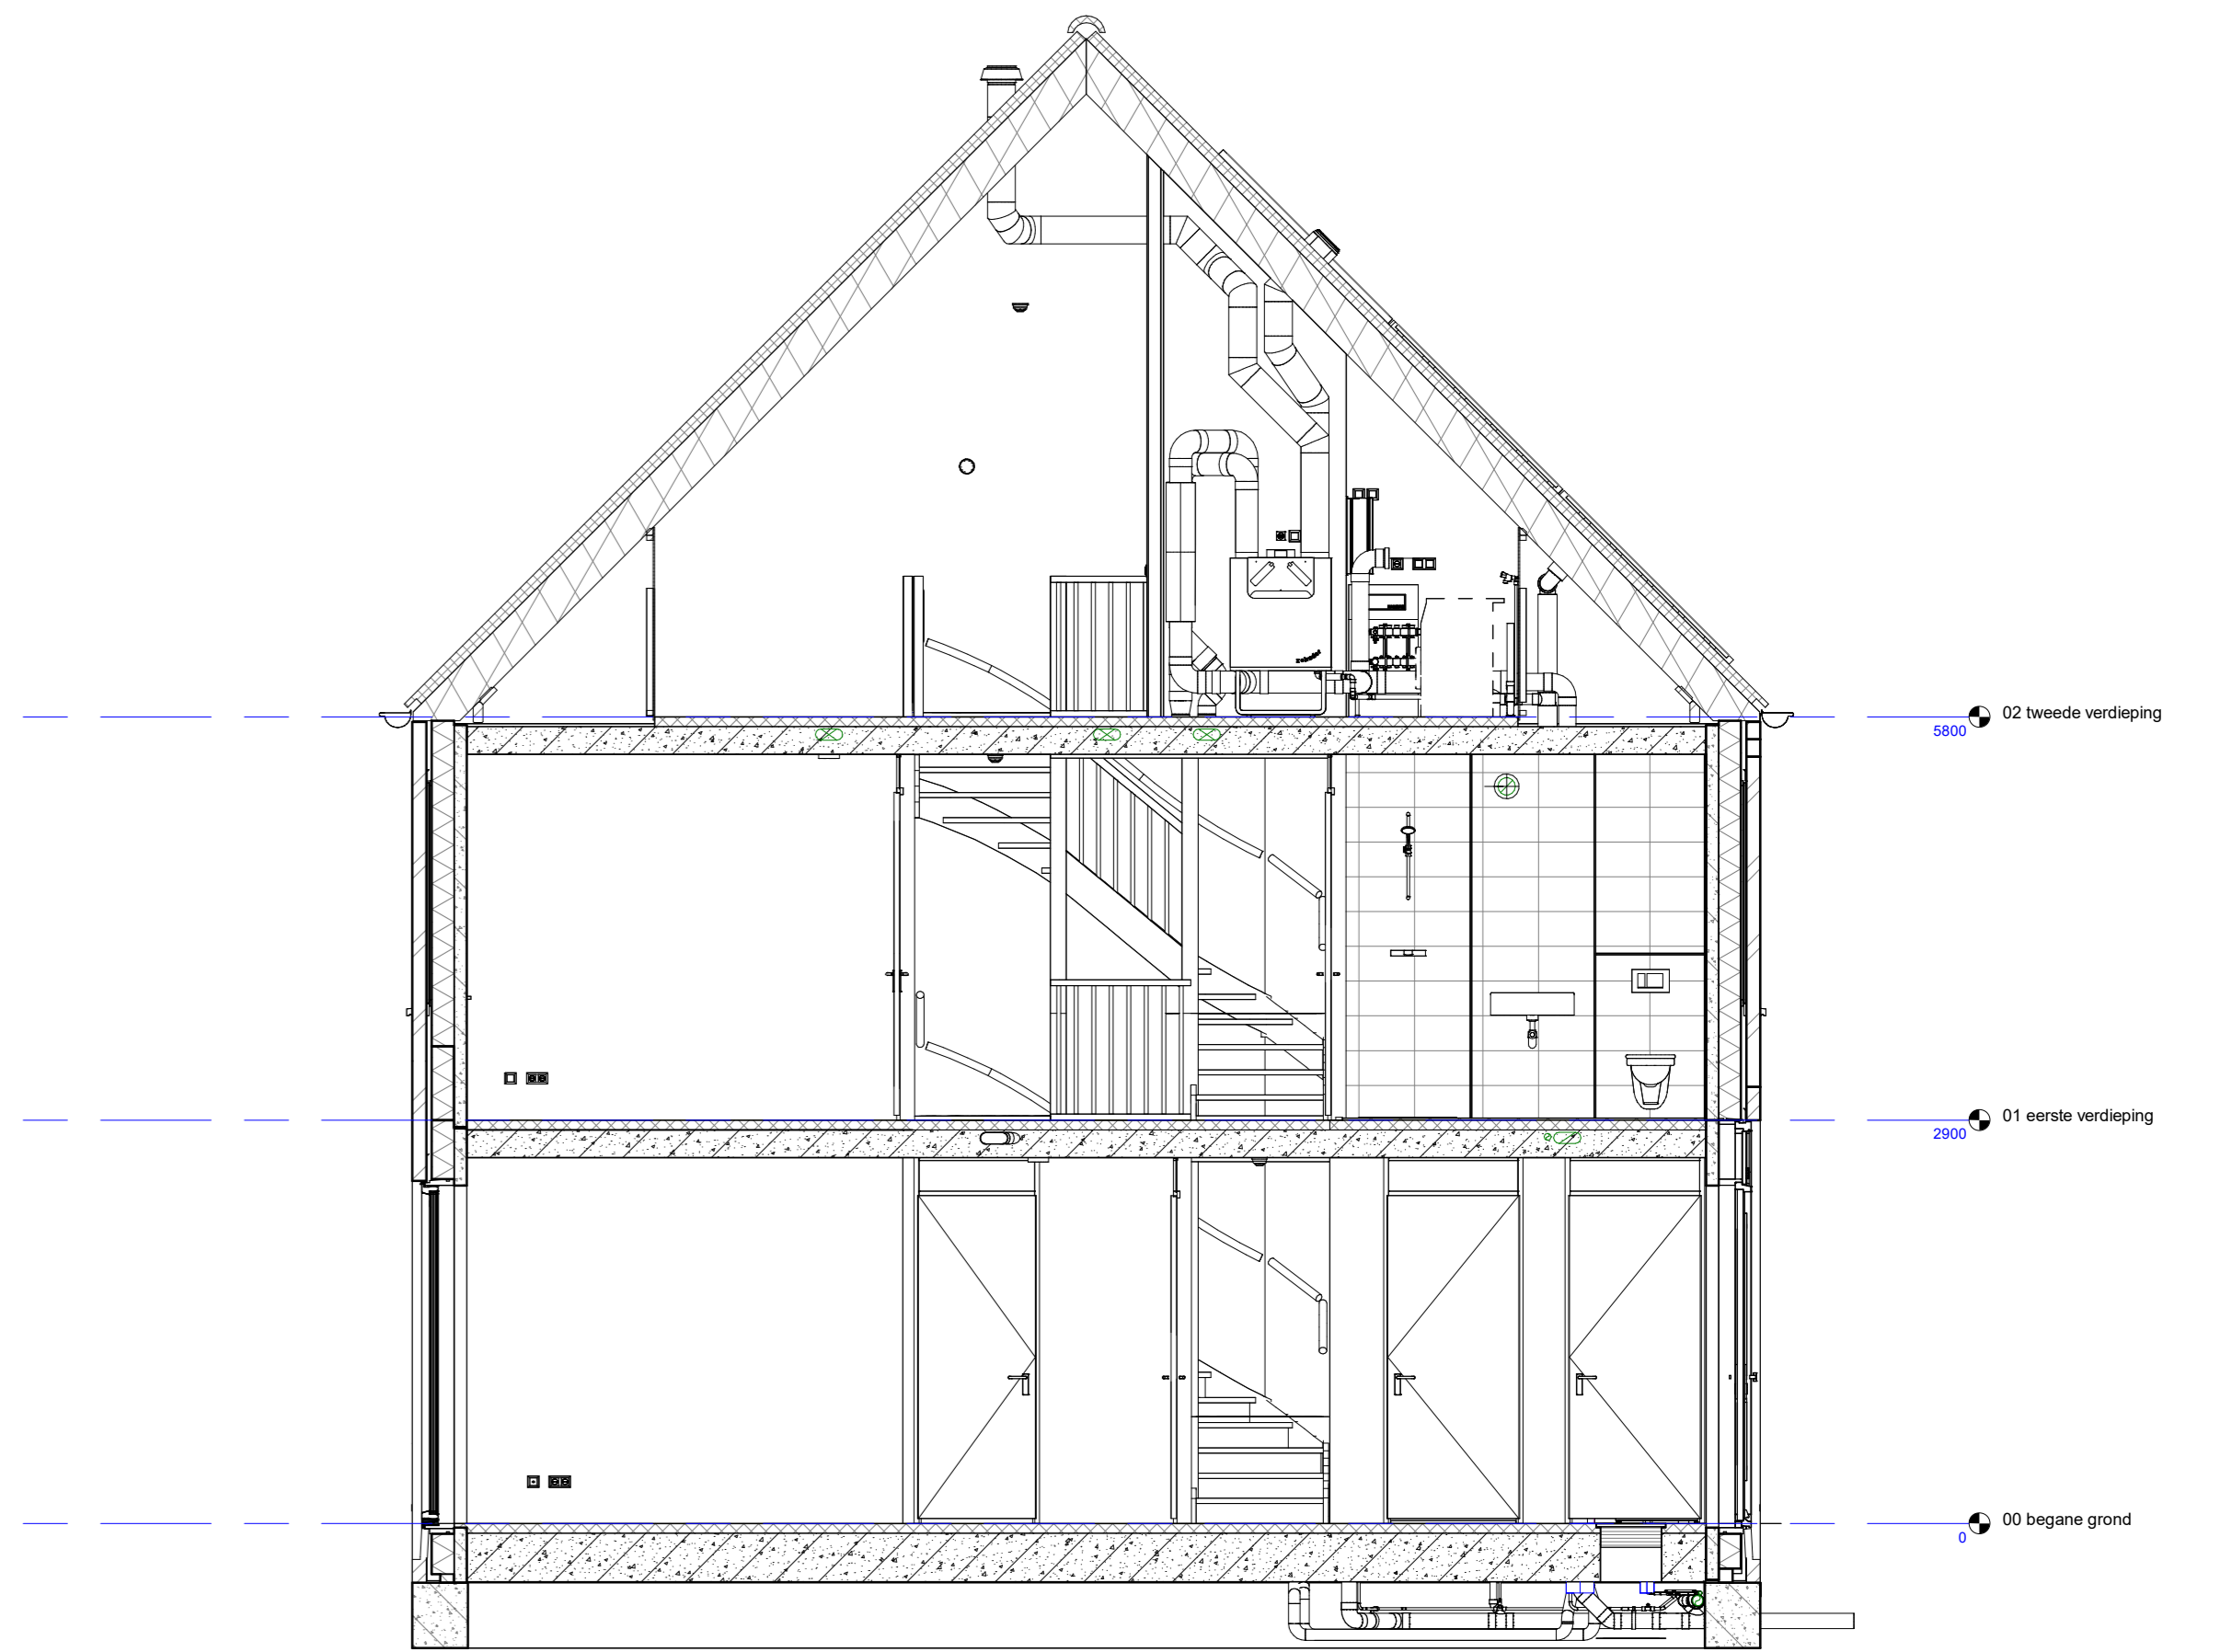 02 tweede verdieping
5800
01 eerste verdieping
2900
00 begane grond
0